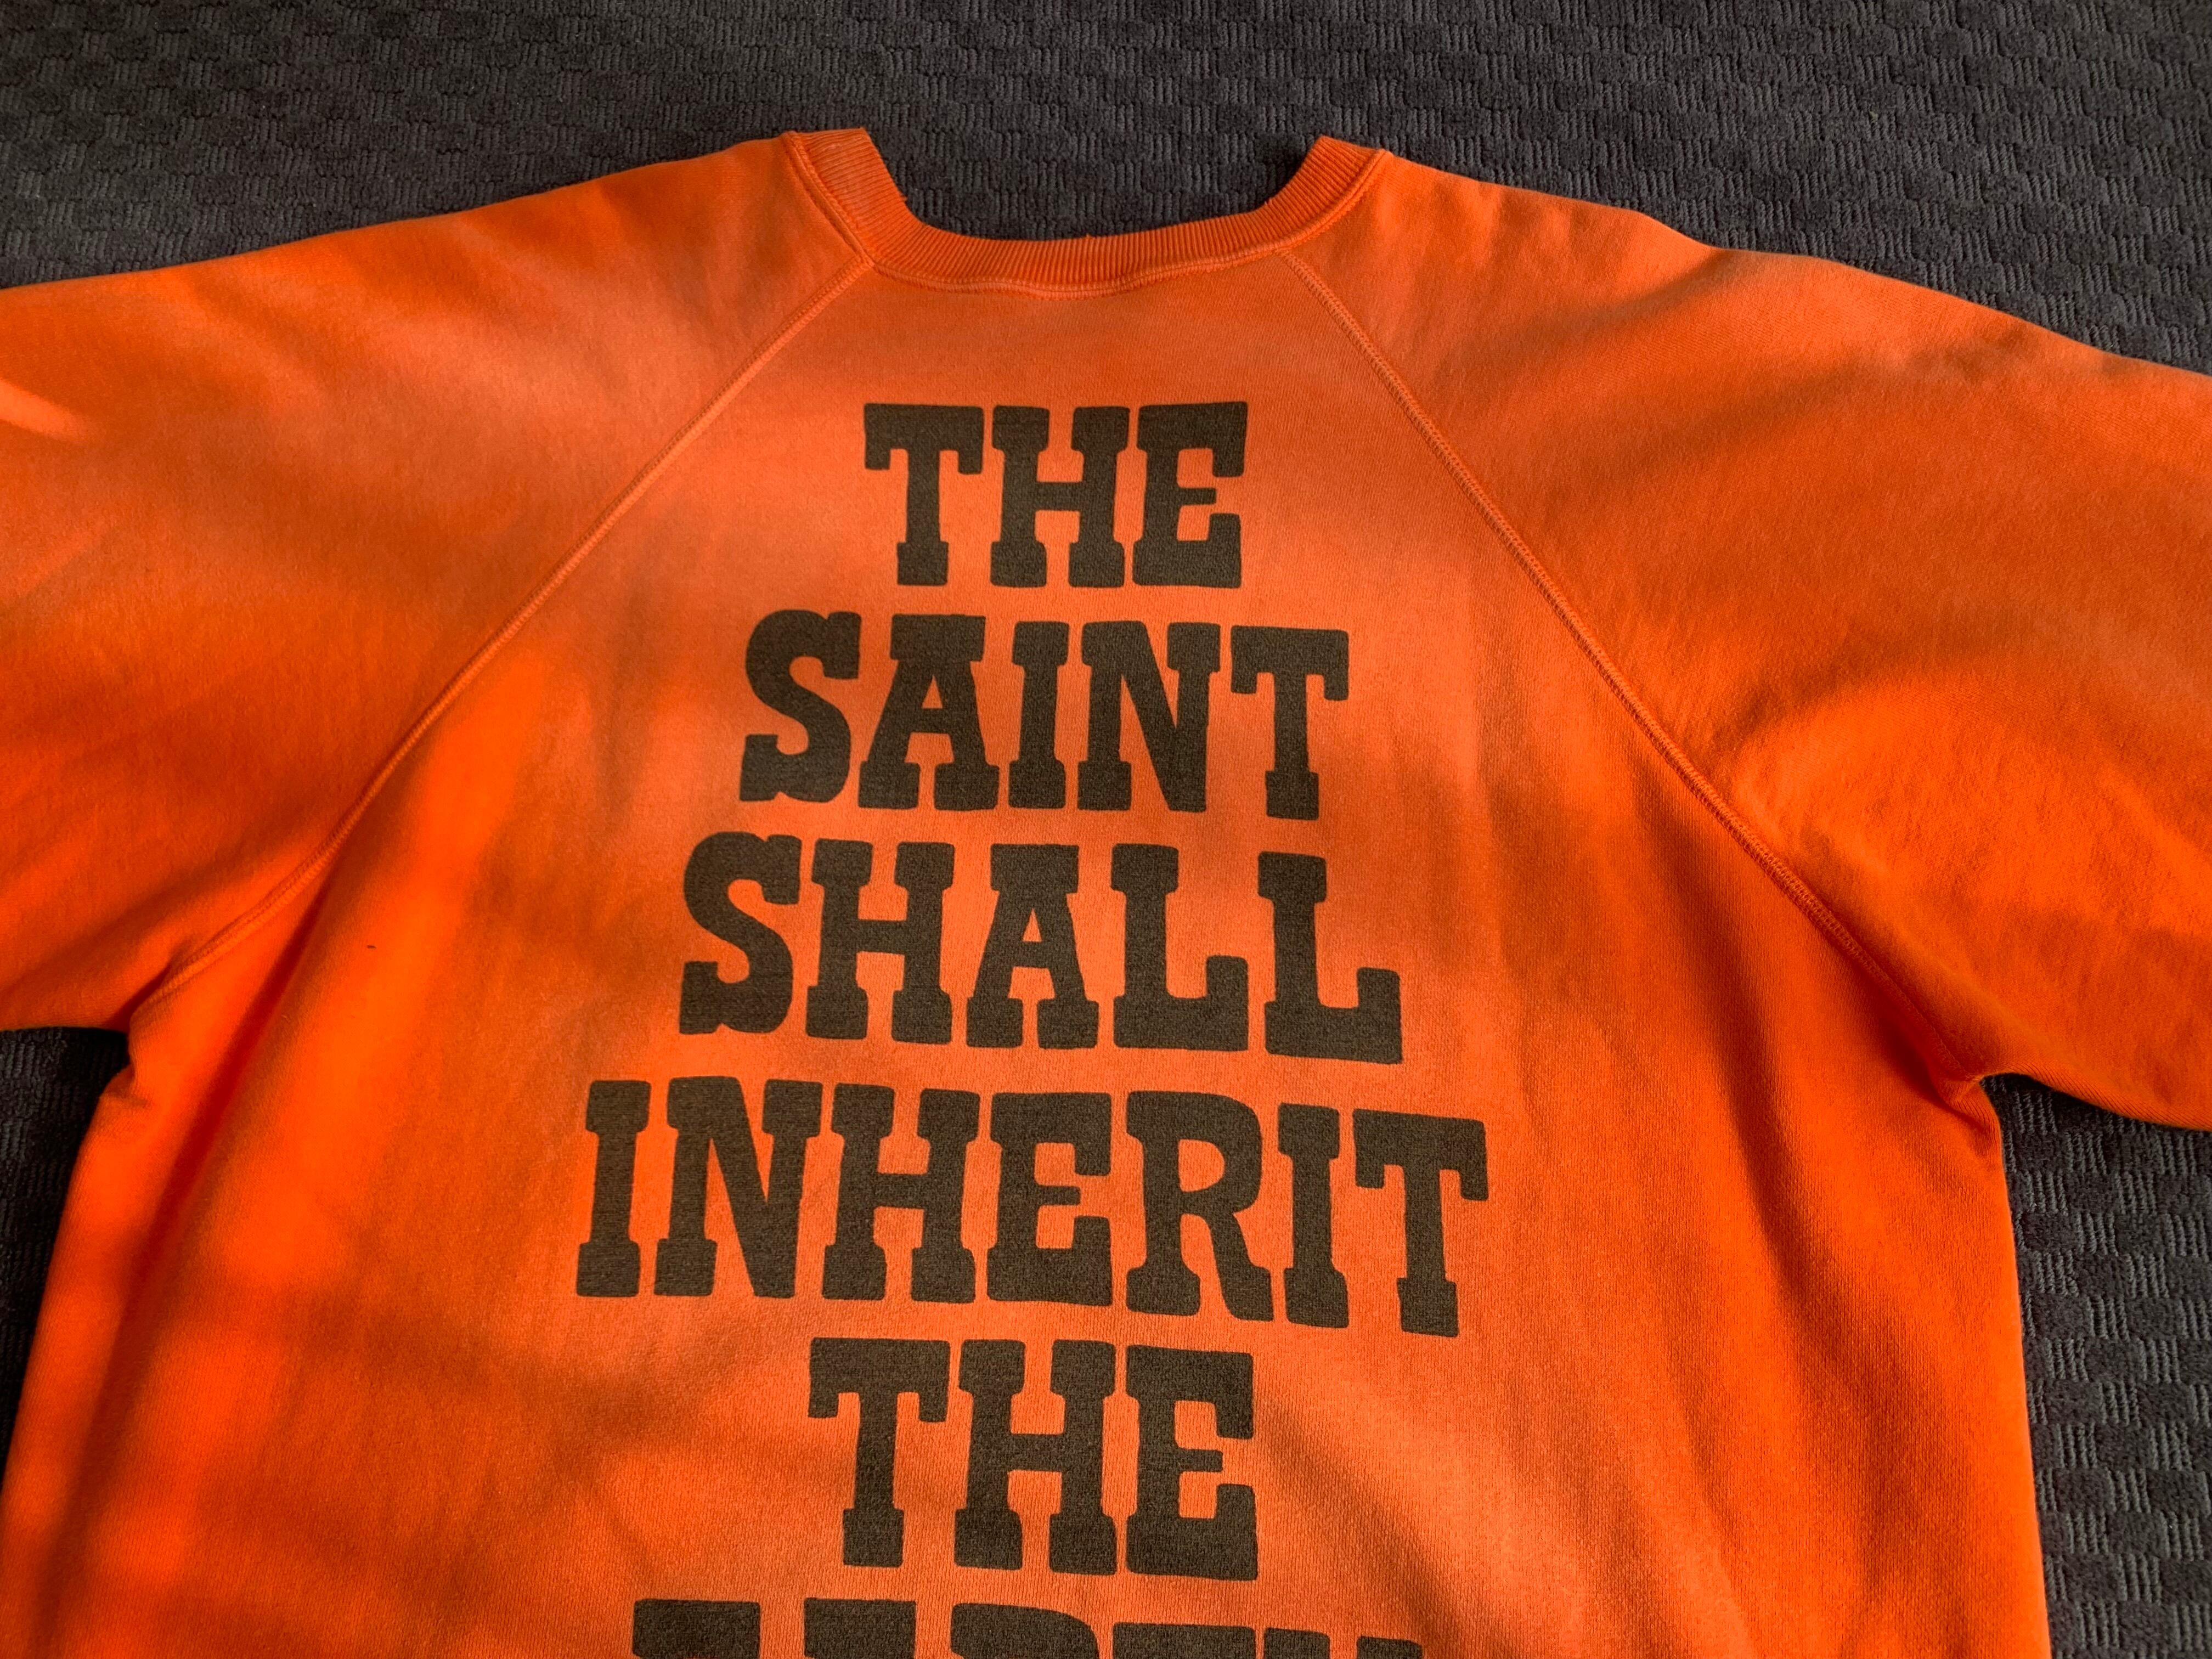 THE
SAINT
SHALL
INHERIT
THE